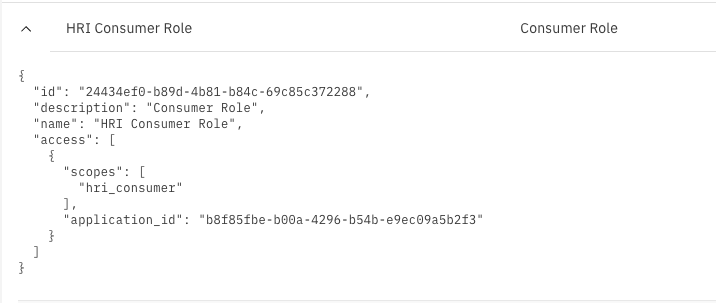 HRI Consumer Role Consumer Role
{
  "id": "24434ef0-b89d-4b81-b84c-69c85c372288",
  "description": "Consumer Role",
  "name": "HRI Consumer Role",
  "access": [
    {
      "scopes": [
        "hri_consumer"
      ],
      "application_id": "b8f85fbe-b00a-4296-b54b-e9ec09a5b2f3"
    }
  ]
}